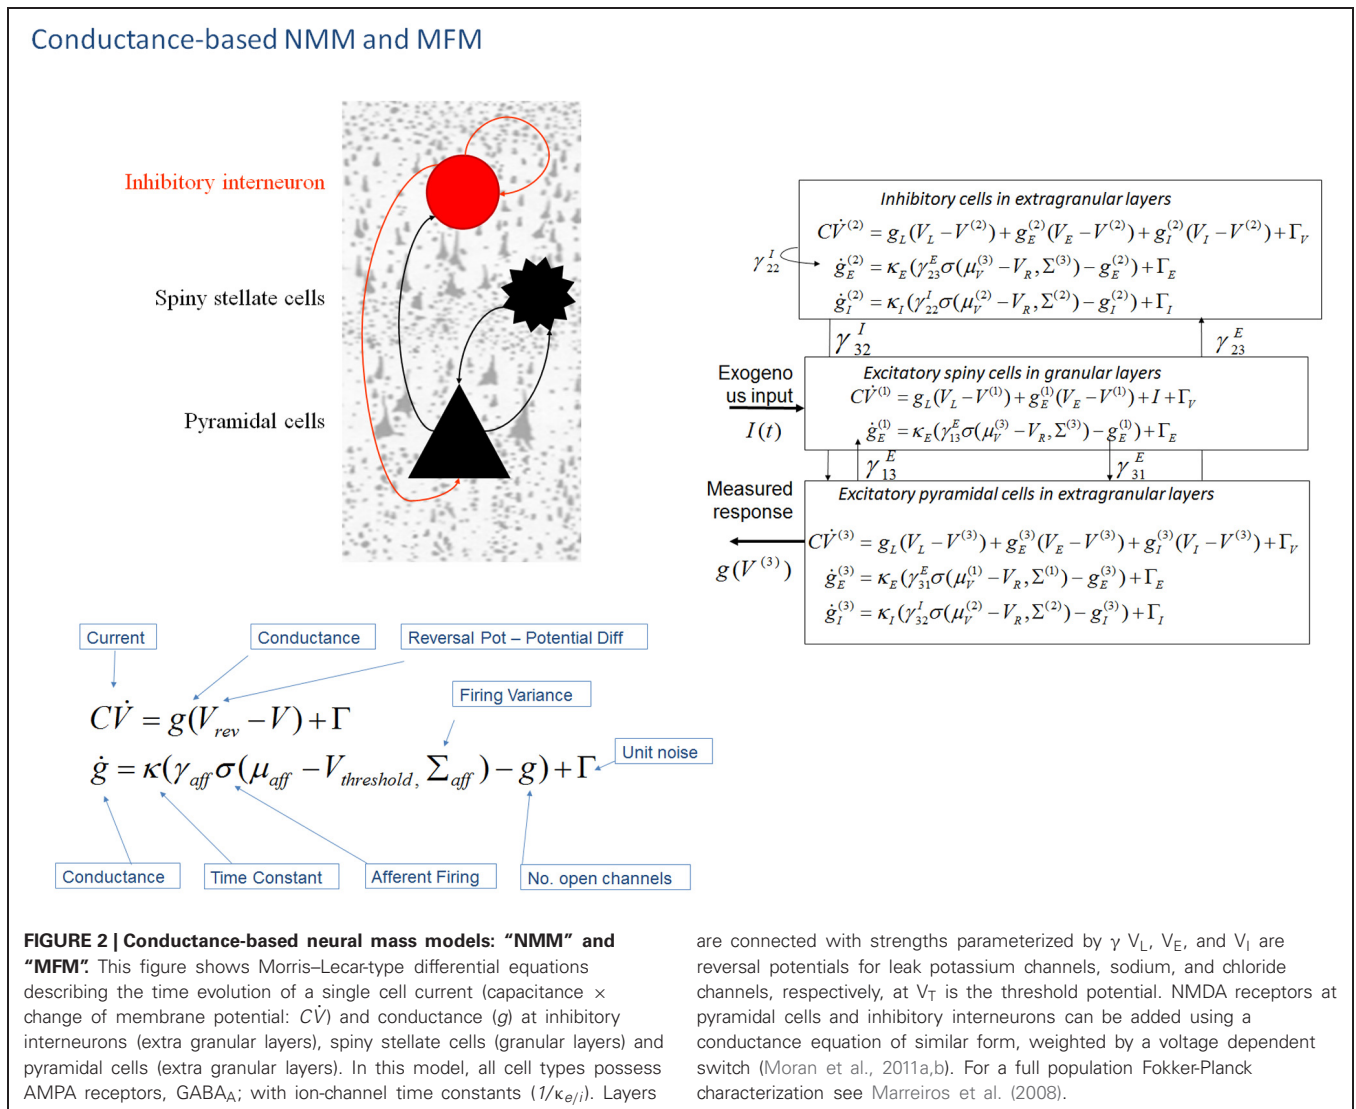 Conductance-based NMM and MFM
Inhibitory interneuron
Spiny stellate cells
Pyramidal cells
Inhibitory cells in extragranular layers
CV̇^(2) = g_L(V_L − V^(2)) + g_E^(2)(V_E − V^(2)) + g_I^(2)(V_I − V^(2)) + Γ_V
γ_22^I
ġ_E^(2) = κ_E(γ_23^E σ(μ_V^(3) − V_R, Σ^(3)) − g_E^(2)) + Γ_E
ġ_I^(2) = κ_I(γ_22^I σ(μ_V^(2) − V_R, Σ^(2)) − g_I^(2)) + Γ_I
γ_32^I
γ_23^E
Exogeno
us input
I(t)
Excitatory spiny cells in granular layers
CV̇^(1) = g_L(V_L − V^(1)) + g_E^(1)(V_E − V^(1)) + I + Γ_V
ġ_E^(1) = κ_E(γ_13^E σ(μ_V^(3) − V_R, Σ^(3)) − g_E^(1)) + Γ_E
γ_13^E
γ_31^E
Measured
response
g(V^(3))
Excitatory pyramidal cells in extragranular layers
CV̇^(3) = g_L(V_L − V^(3)) + g_E^(3)(V_E − V^(3)) + g_I^(3)(V_I − V^(3)) + Γ_V
ġ_E^(3) = κ_E(γ_31^E σ(μ_V^(1) − V_R, Σ^(1)) − g_E^(3)) + Γ_E
ġ_I^(3) = κ_I(γ_32^I σ(μ_V^(2) − V_R, Σ^(2)) − g_I^(3)) + Γ_I
Current
Conductance
Reversal Pot – Potential Diff
Firing Variance
CV̇ = g(V_rev − V) + Γ
Unit noise
ġ = κ(γ_aff σ(μ_aff − V_threshold, Σ_aff) − g) + Γ
Conductance
Time Constant
Afferent Firing
No. open channels
FIGURE 2 | Conductance-based neural mass models: “NMM” and
“MFM”. This figure shows Morris–Lecar-type differential equations
describing the time evolution of a single cell current (capacitance ×
change of membrane potential: CV̇) and conductance (g) at inhibitory
interneurons (extra granular layers), spiny stellate cells (granular layers) and
pyramidal cells (extra granular layers). In this model, all cell types possess
AMPA receptors, GABA_A; with ion-channel time constants (1/κ_e/i). Layers
are connected with strengths parameterized by γ V_L, V_E, and V_I are
reversal potentials for leak potassium channels, sodium, and chloride
channels, respectively, at V_T is the threshold potential. NMDA receptors at
pyramidal cells and inhibitory interneurons can be added using a
conductance equation of similar form, weighted by a voltage dependent
switch (Moran et al., 2011a,b). For a full population Fokker-Planck
characterization see Marreiros et al. (2008).